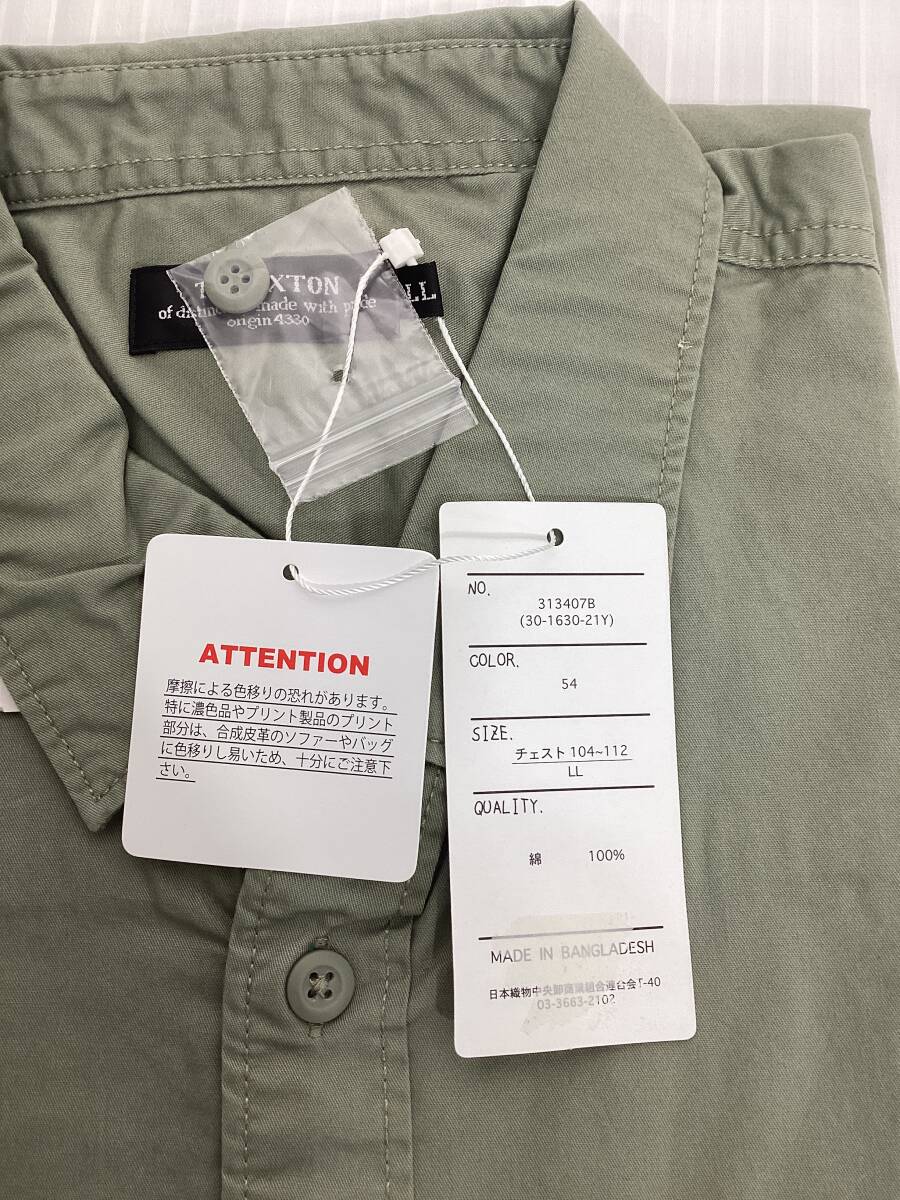 XTON
LL
of made with pride
origin 4330
ATTENTION
摩擦による色移りの恐れがあります。
特に濃色品やプリント製品のプリント
部分は、合成皮革のソファーやバッグ
に色移りし易いため、十分にご注意下
さい。
NO.
313407B
(30-1630-21Y)
COLOR.
54
SIZE.
チェスト 104~112
LL
QUALITY.
綿 100%
MADE IN BANGLADESH
日本織物中央卸商業組合連合会T-40
03-3663-2102